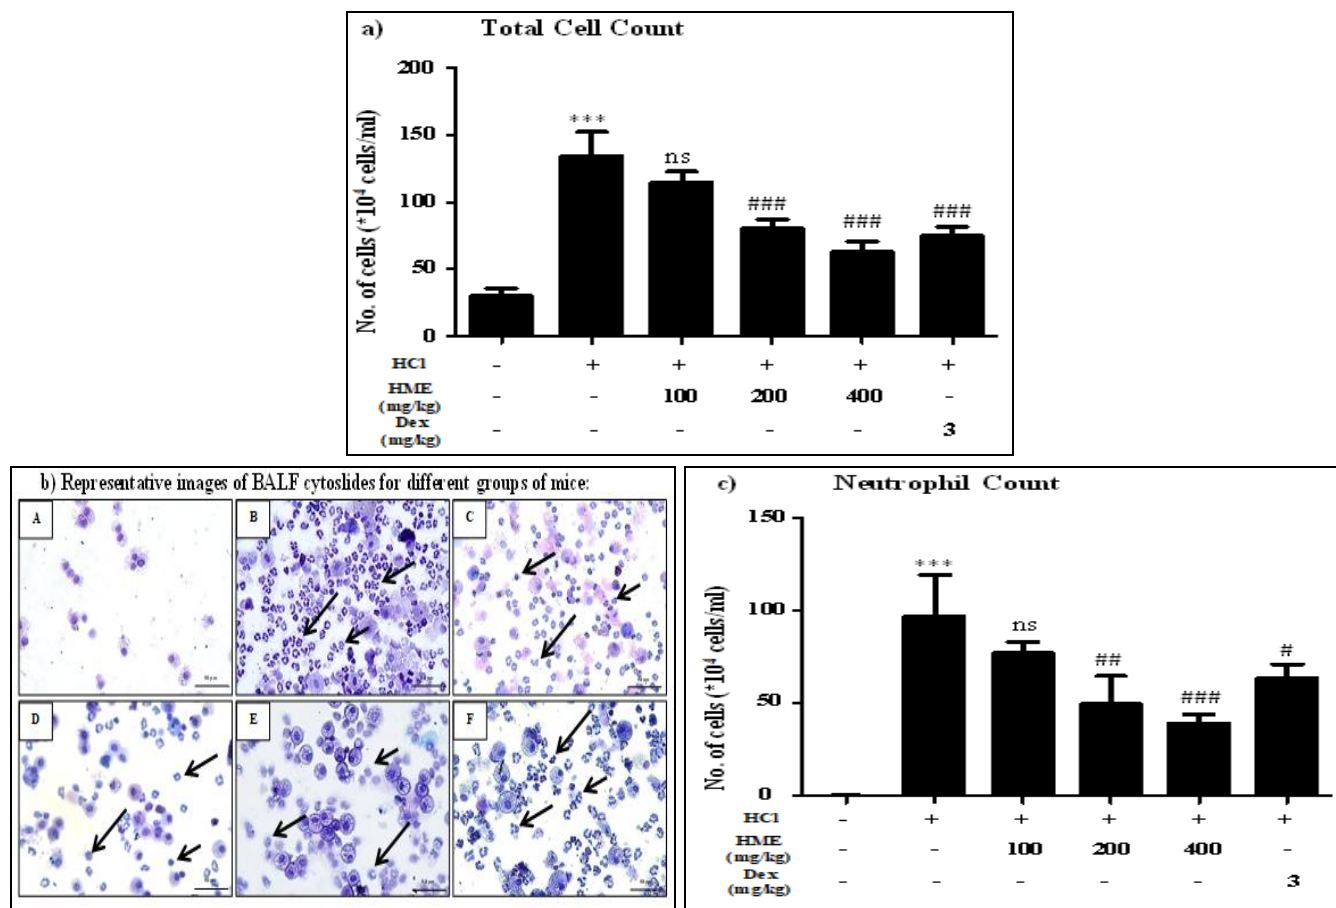 a) Total Cell Count
200
150
100
50
0
No. of cells (*10⁴ cells/ml)
***
ns
###
###
###
HCl - + + + + +
HME (mg/kg) - - 100 200 400 -
Dex (mg/kg) - - - - - 3
b) Representative images of BALF cytoslides for different groups of mice:
A
B
C
D
E
F
c) Neutrophil Count
150
100
50
0
No. of cells (*10⁴ cells/ml)
***
ns
##
###
#
HCl - + + + + +
HME (mg/kg) - - 100 200 400 -
Dex (mg/kg) - - - - - 3